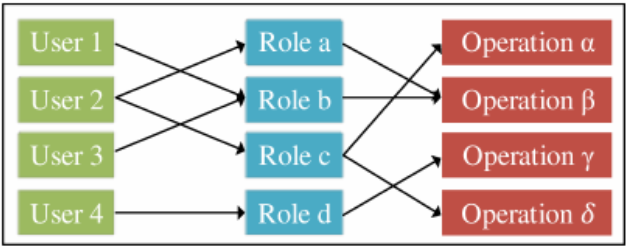 User 1 Role a Operation α
User 2 Role b Operation β
User 3 Role c Operation γ
User 4 Role d Operation δ